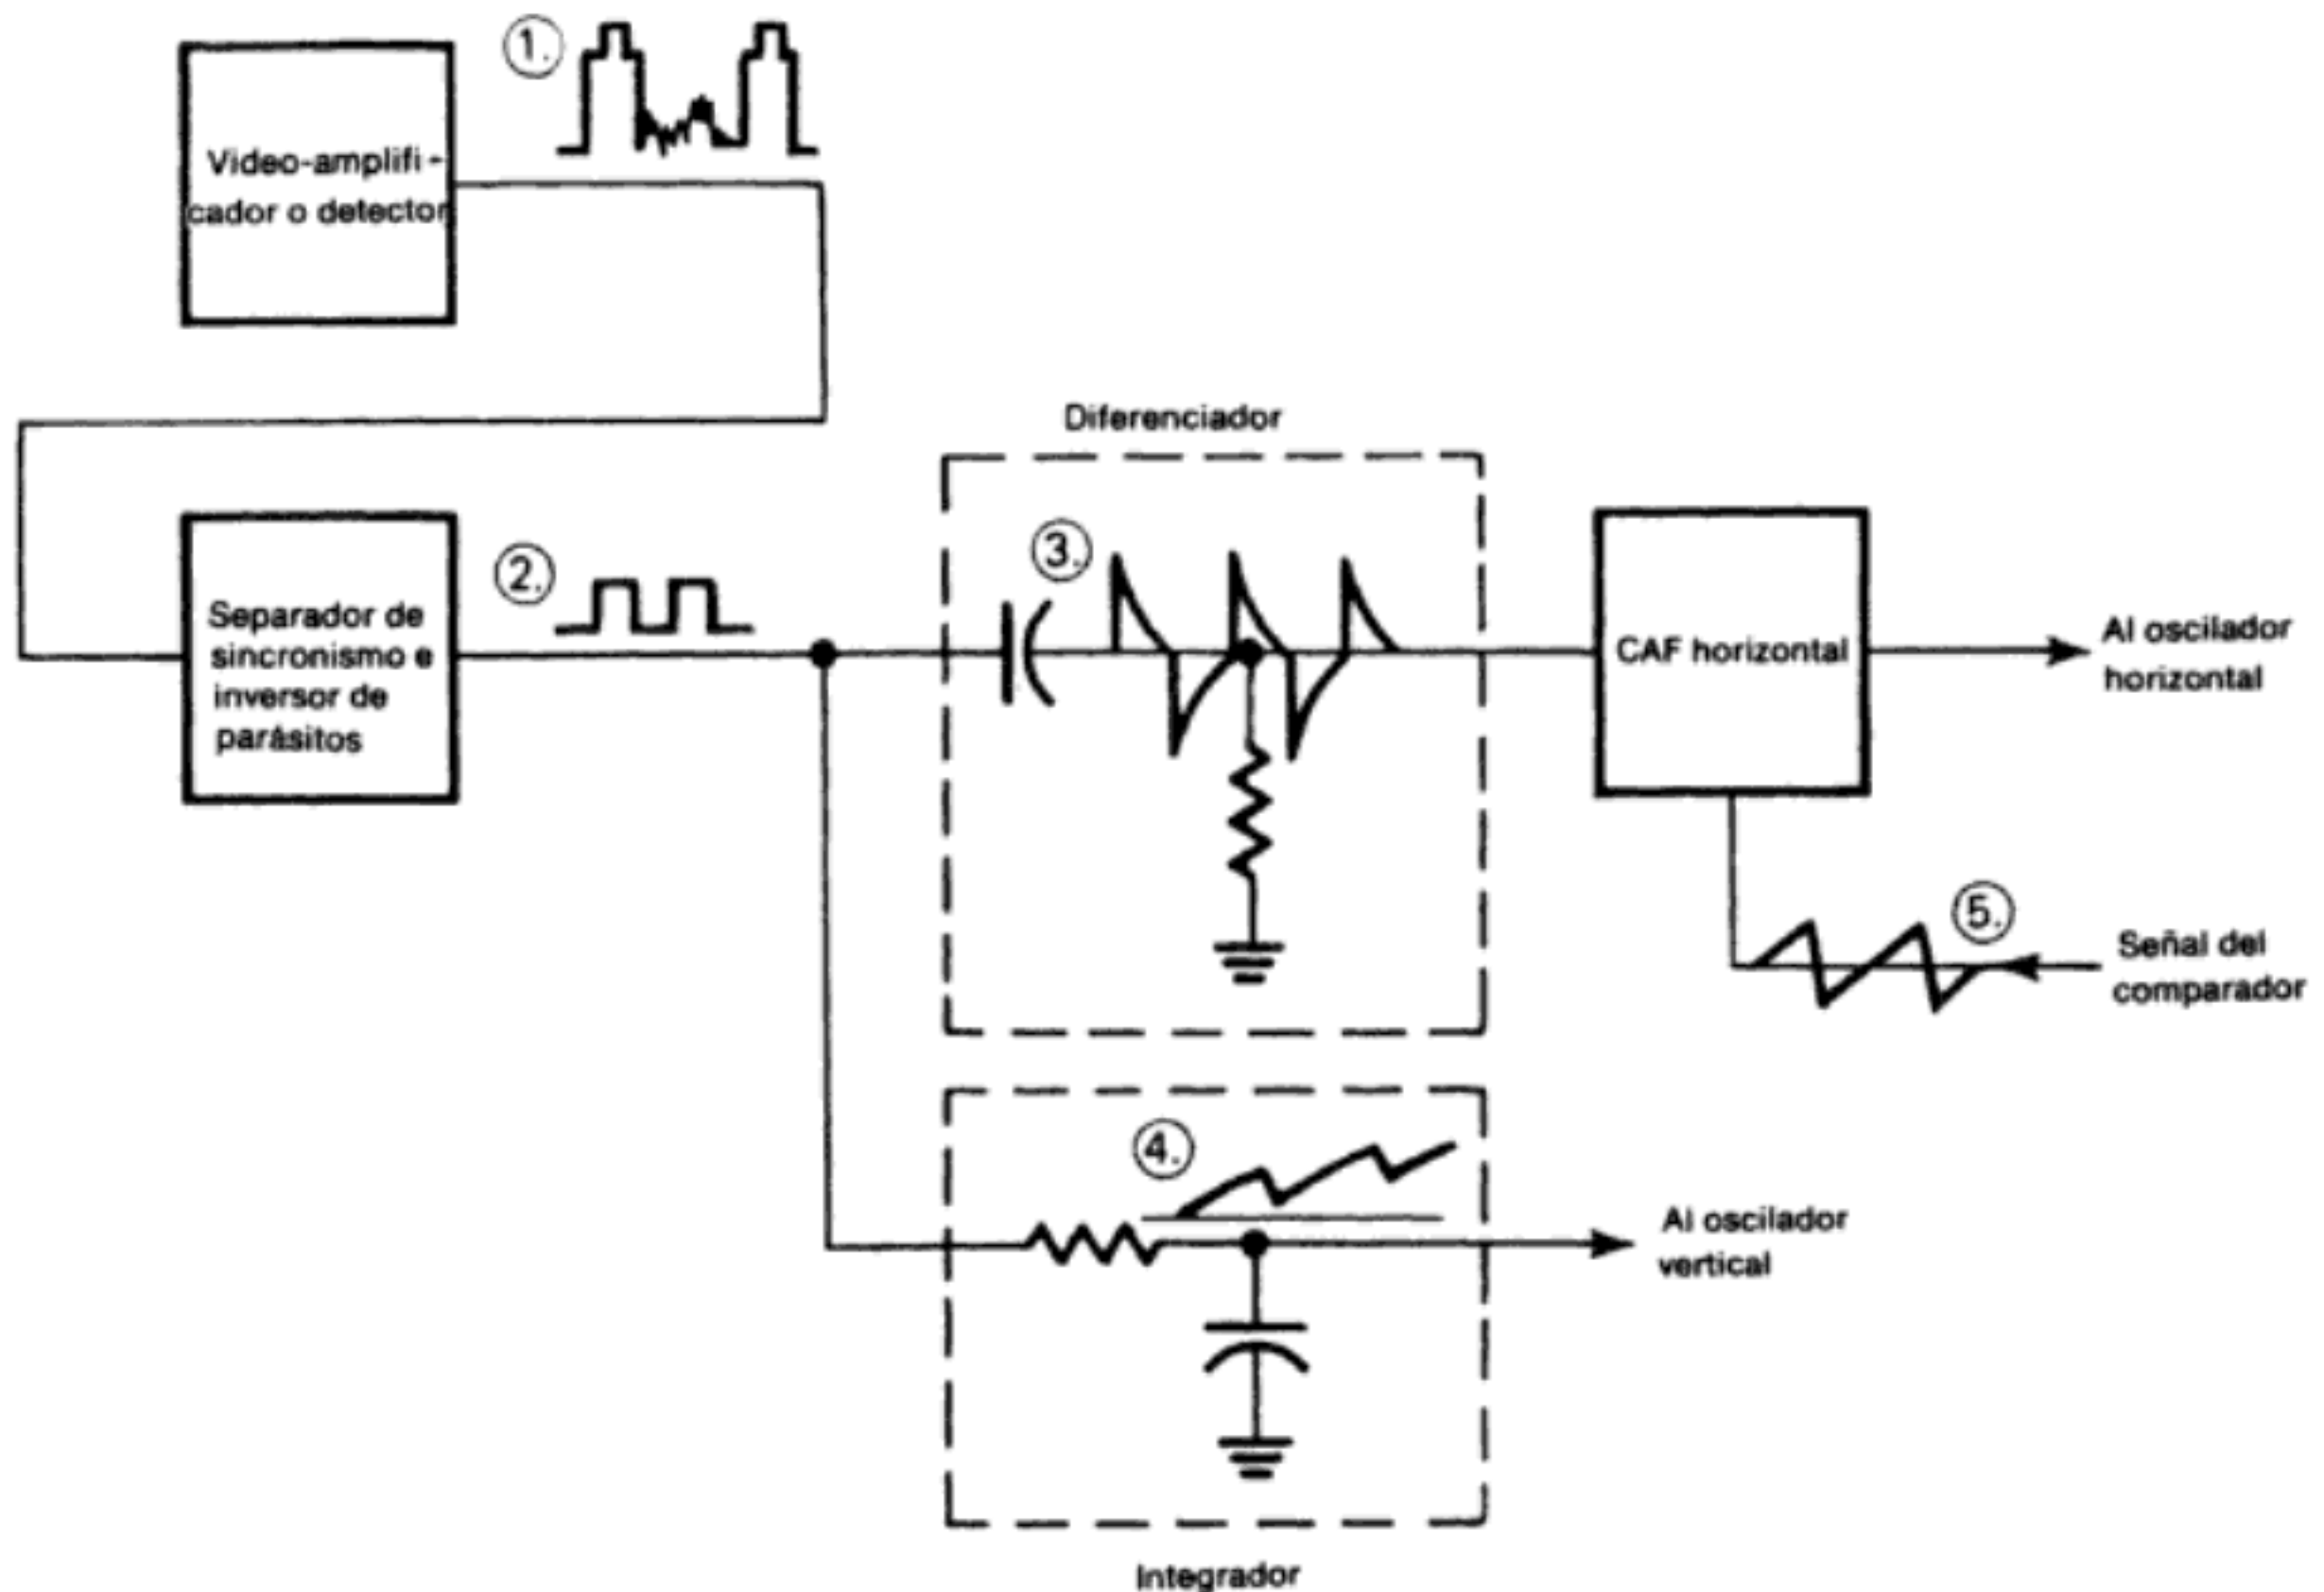 1.
Video-amplifi-
cador o detector
Diferenciador
2.
3.
Separador de
sincronismo e
inversor de
parásitos
CAF horizontal
Al oscilador
horizontal
5.
Señal del
comparador
4.
Al oscilador
vertical
Integrador